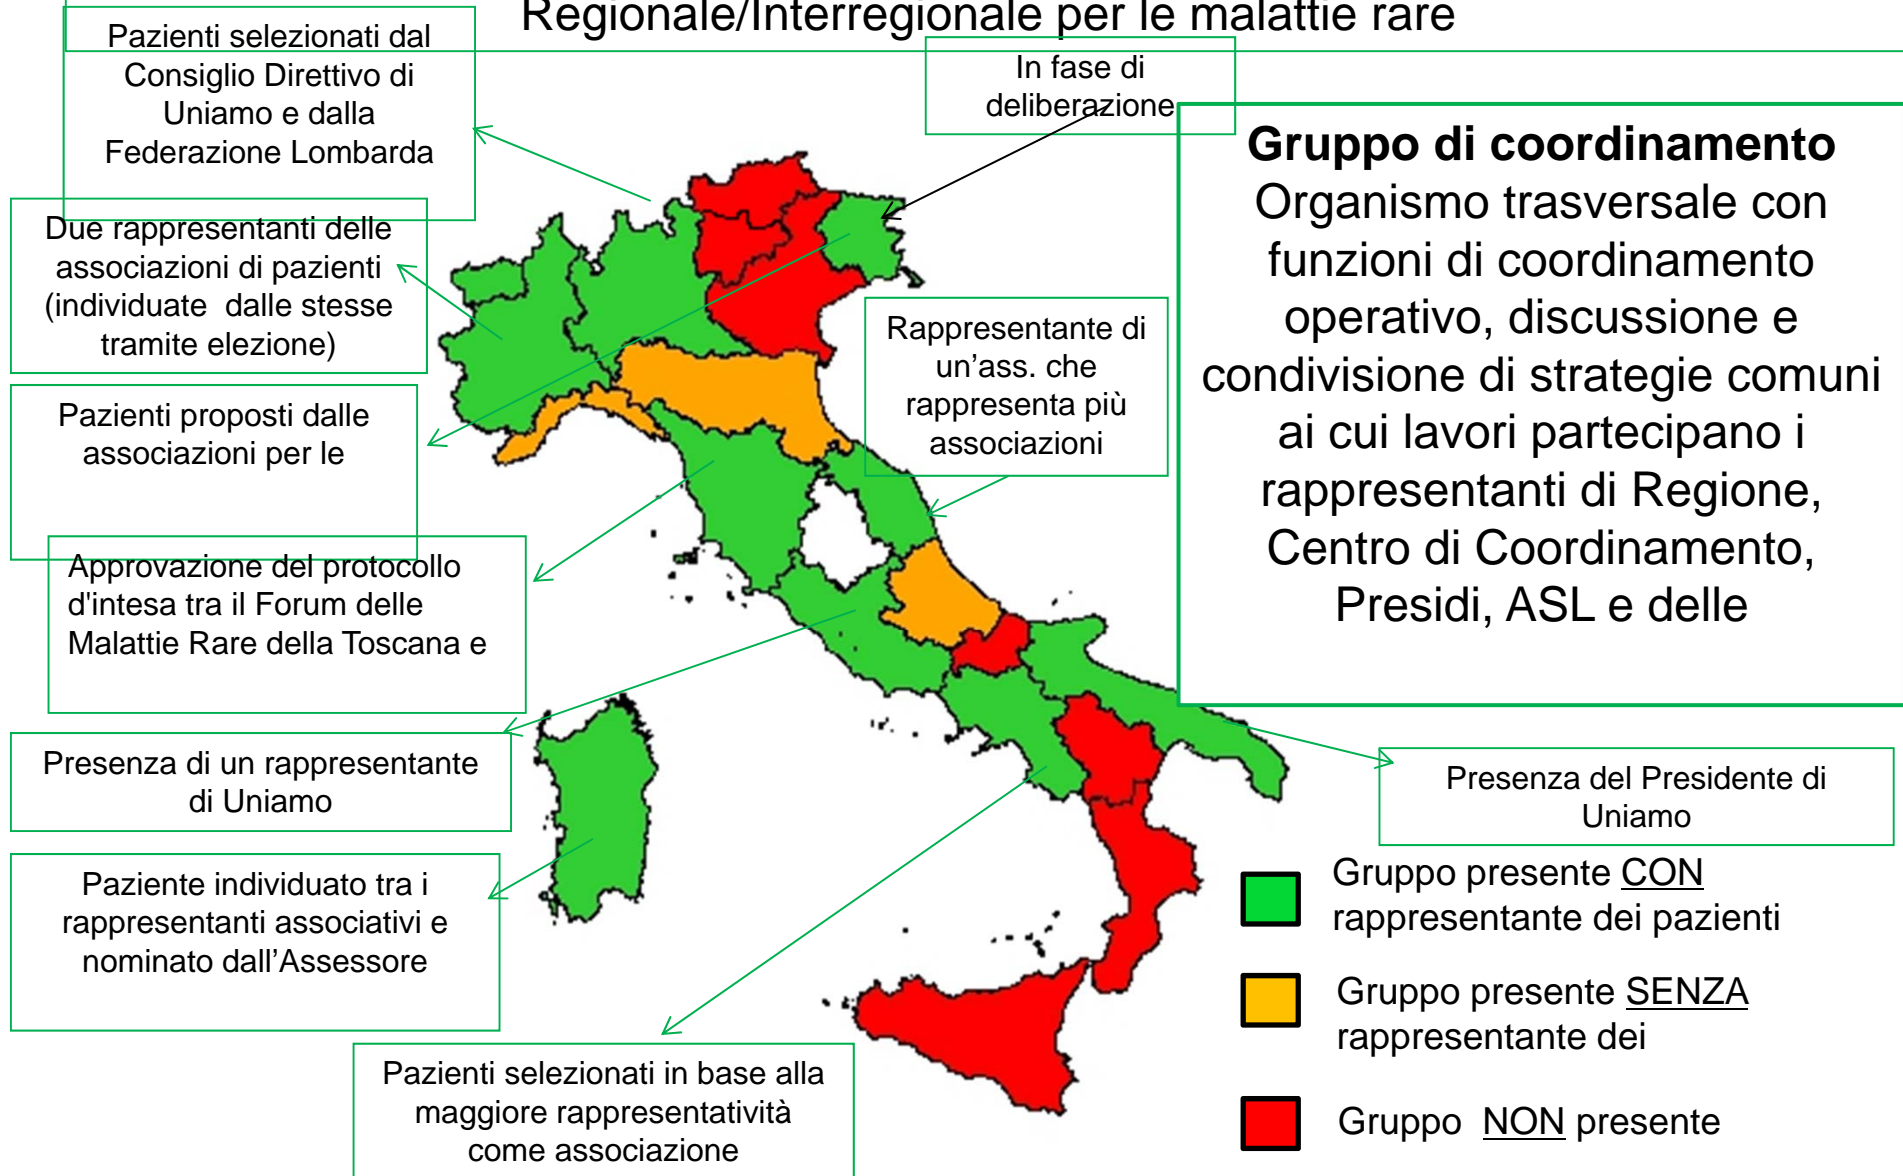 Regionale/Interregionale per le malattie rare
Pazienti selezionati dal
Consiglio Direttivo di
Uniamo e dalla
Federazione Lombarda
In fase di
deliberazione
Gruppo di coordinamento
Organismo trasversale con
funzioni di coordinamento
operativo, discussione e
condivisione di strategie comuni
ai cui lavori partecipano i
rappresentanti di Regione,
Centro di Coordinamento,
Presidi, ASL e delle
Due rappresentanti delle
associazioni di pazienti
(individuate dalle stesse
tramite elezione)
Rappresentante di
un’ass. che
rappresenta più
associazioni
Pazienti proposti dalle
associazioni per le
Approvazione del protocollo
d'intesa tra il Forum delle
Malattie Rare della Toscana e
Presenza di un rappresentante
di Uniamo
Presenza del Presidente di
Uniamo
Paziente individuato tra i
rappresentanti associativi e
nominato dall’Assessore
Pazienti selezionati in base alla
maggiore rappresentatività
come associazione
Gruppo presente CON
rappresentante dei pazienti
Gruppo presente SENZA
rappresentante dei
Gruppo NON presente